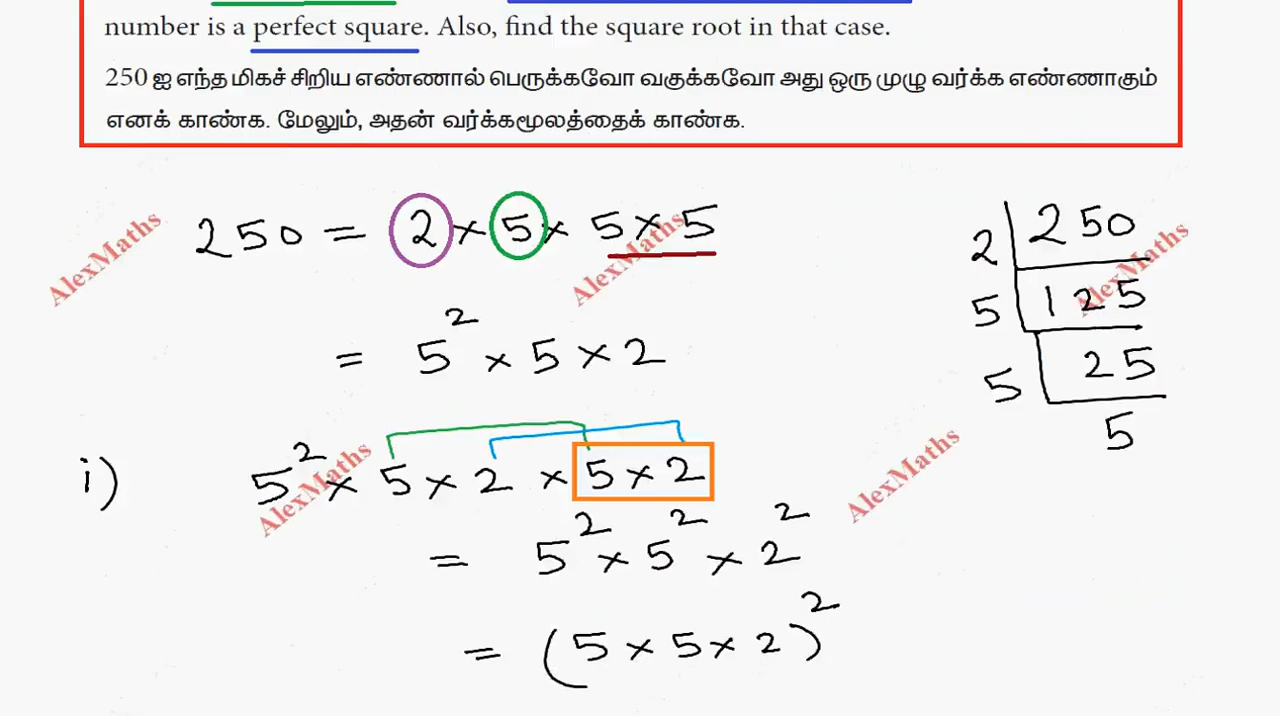 number is a perfect square. Also, find the square root in that case.
250 ஐ எந்த மிகச் சிறிய எண்ணால் பெருக்கவோ வகுக்கவோ அது ஒரு முழு வர்க்க எண்ணாகும்
எனக் காண்க. மேலும், அதன் வர்க்கமூலத்தைக் காண்க.
250 = 2 × 5 × 5 × 5
= 5² × 5 × 2
i) 5² × 5 × 2 × 5 × 2
= 5² × 5² × 2²
= (5 × 5 × 2)²
2 250
5 125
5 25
5
AlexMaths
AlexMaths
AlexMaths
AlexMaths
AlexMaths